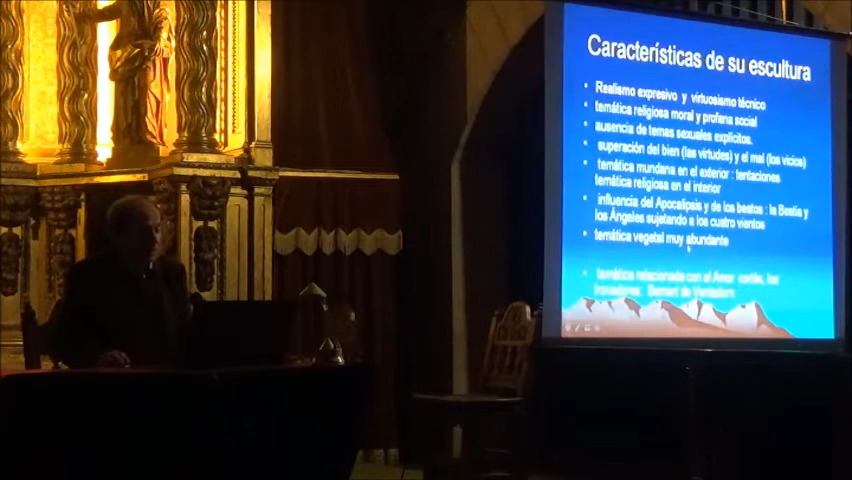 Características de su escultura
• Realismo expresivo y virtuosismo técnico
• temática religiosa moral y profana social
• ausencia de temas sexuales explícitos.
• superación del bien (las virtudes) y el mal (los vicios)
• temática mundana en el exterior : tentaciones
temática religiosa en el interior
• influencia del Apocalipsis y de los beatos : la Bestia y
los Ángeles sujetando a los cuatro vientos
• temática vegetal muy abundante
• temática relacionada con el Amor cortés, los
trovadores: Bernart de Ventadorn